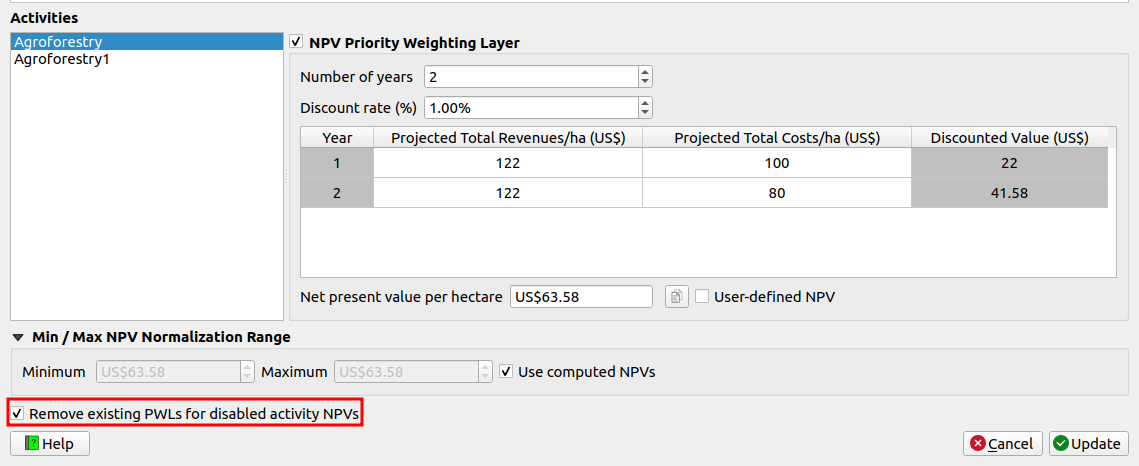 Activities
Agroforestry
Agroforestry1
NPV Priority Weighting Layer
Number of years 2
Discount rate (%) 1.00%
Year Projected Total Revenues/ha (US$) Projected Total Costs/ha (US$) Discounted Value (US$)
1 122 100 22
2 122 80 41.58
Net present value per hectare US$63.58 User-defined NPV
Min / Max NPV Normalization Range
Minimum US$63.58 Maximum US$63.58 Use computed NPVs
Remove existing PWLs for disabled activity NPVs
Help Cancel Update